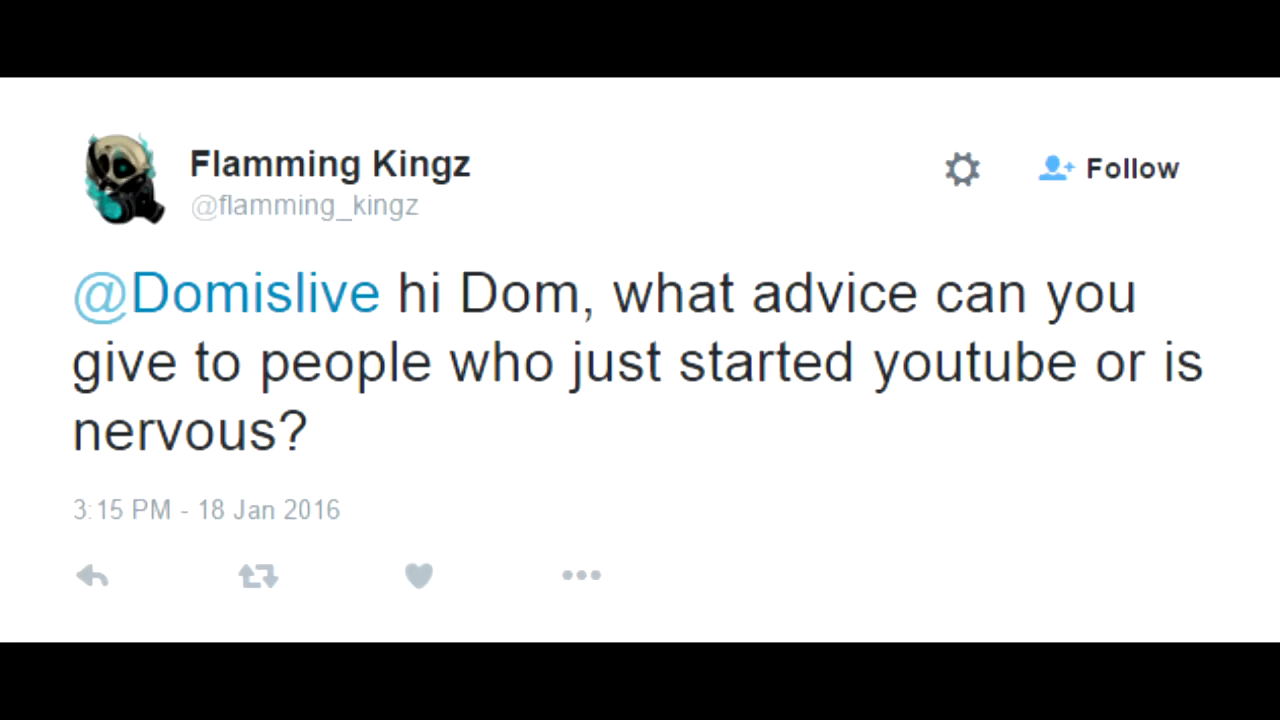 Flamming Kingz
@flamming_kingz
Follow
@Domislive hi Dom, what advice can you
give to people who just started youtube or is
nervous?
3:15 PM - 18 Jan 2016